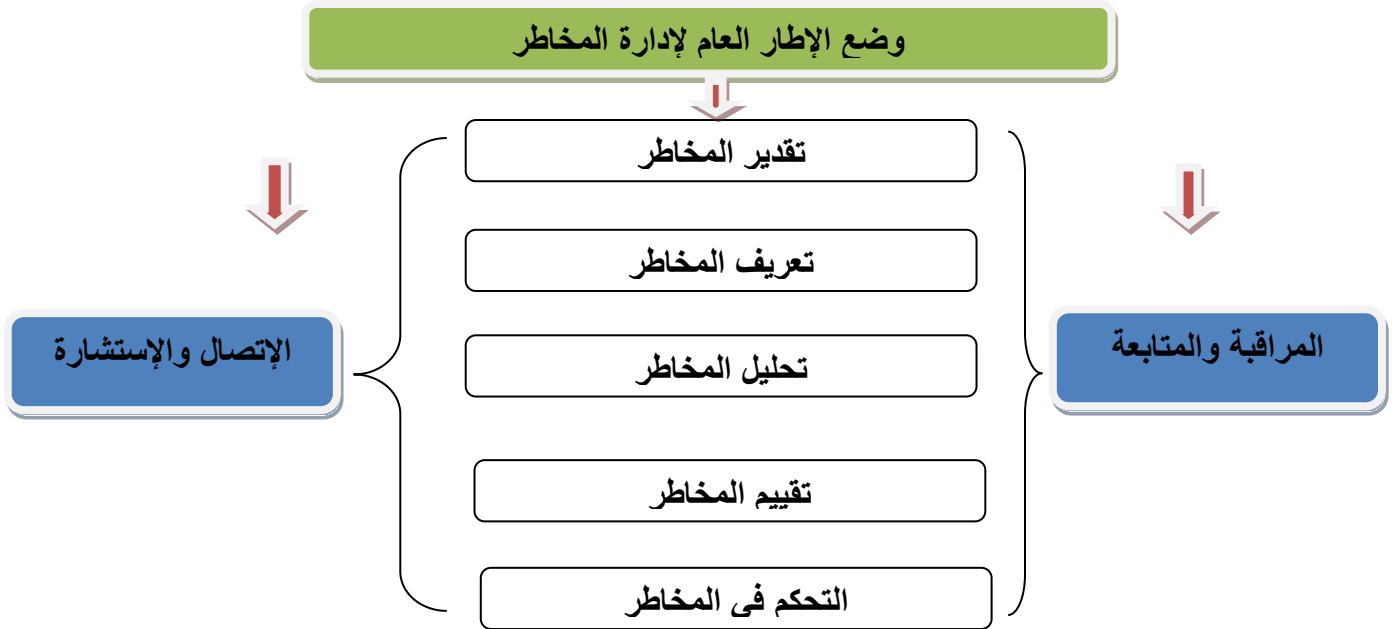 وضع الإطار العام لإدارة المخاطر
تقدير المخاطر
تعريف المخاطر
المراقبة والمتابعة
تحليل المخاطر
الإتصال والإستشارة
تقييم المخاطر
التحكم في المخاطر